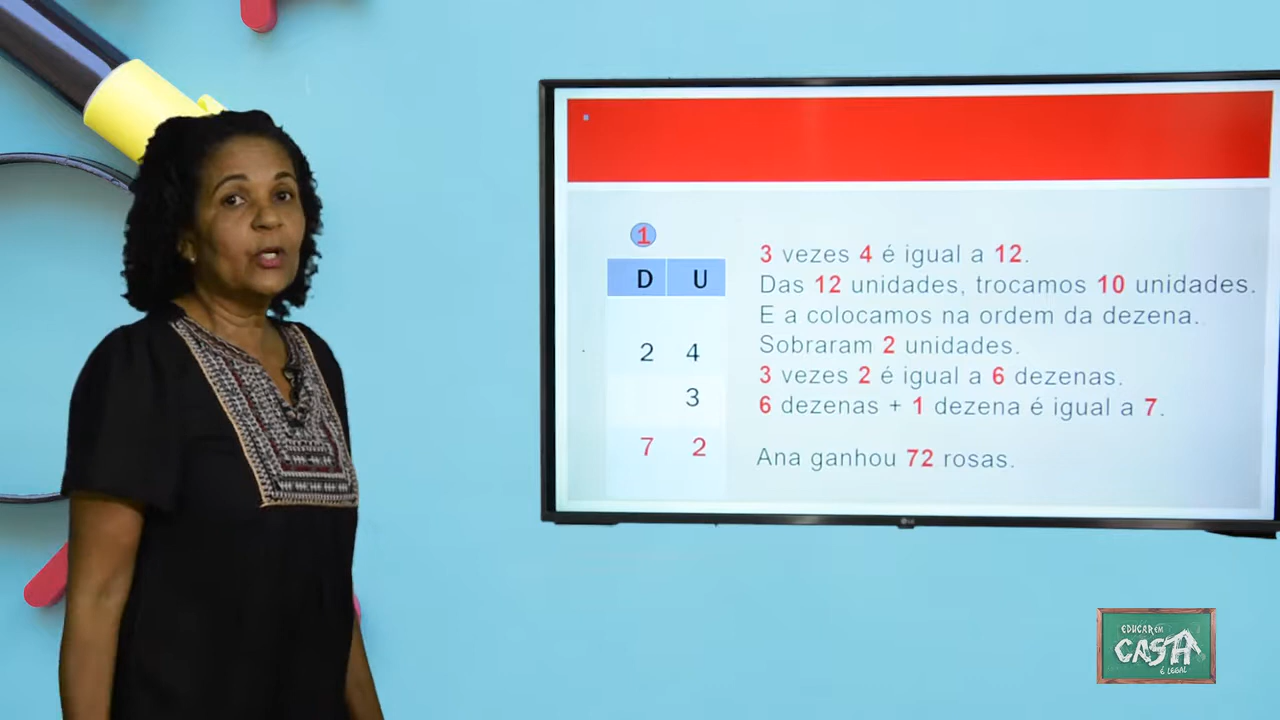 1
D U
2 4
3
7 2
3 vezes 4 é igual a 12.
Das 12 unidades, trocamos 10 unidades.
E a colocamos na ordem da dezena.
Sobraram 2 unidades.
3 vezes 2 é igual a 6 dezenas.
6 dezenas + 1 dezena é igual a 7.
Ana ganhou 72 rosas.
LG
EDUCAR EM
CASA
É LEGAL